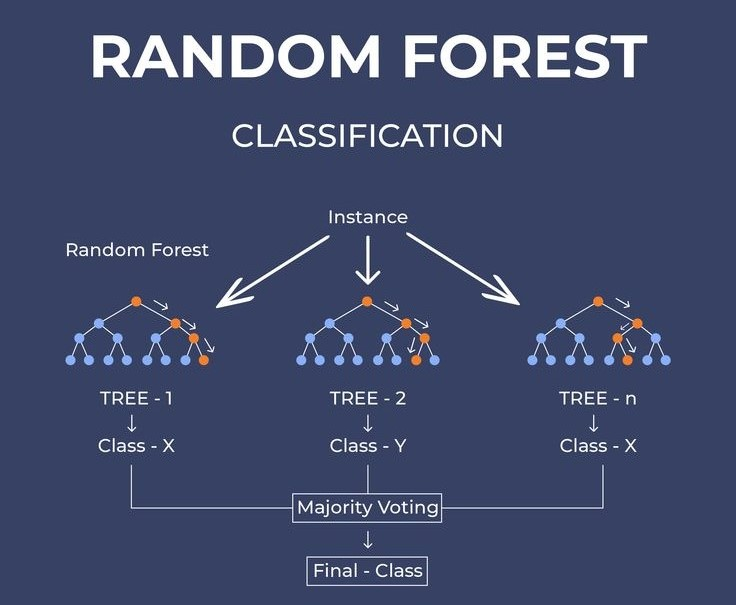 RANDOM FOREST
CLASSIFICATION
Instance
Random Forest
TREE - 1 TREE - 2 TREE - n
Class - X Class - Y Class - X
Majority Voting
Final - Class